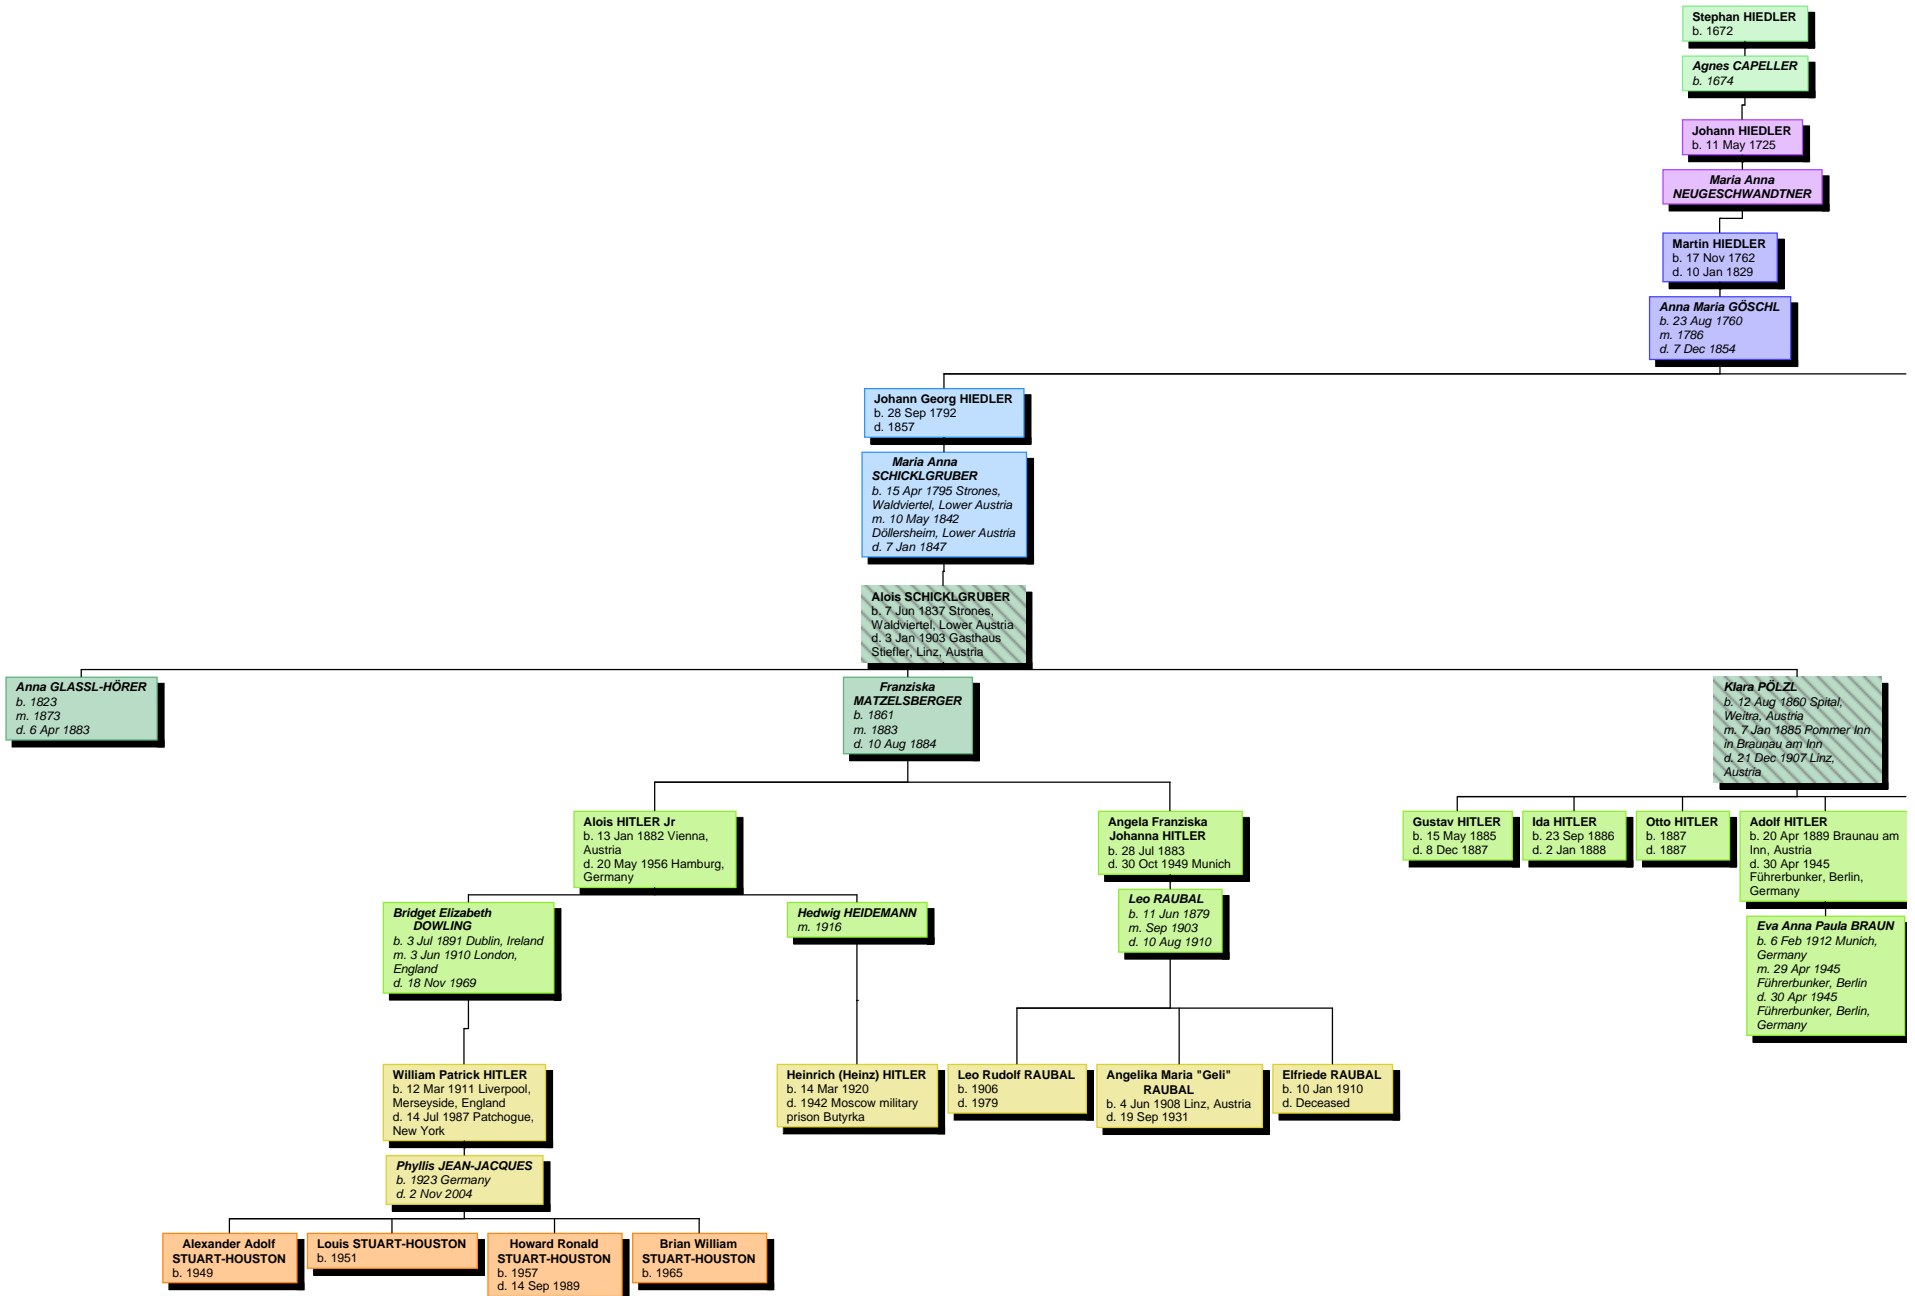 Stephan HIEDLER
b. 1672
Agnes CAPELLER
b. 1674
Johann HIEDLER
b. 11 May 1725
Maria Anna
NEUGESCHWANDTNER
Martin HIEDLER
b. 17 Nov 1762
d. 10 Jan 1829
Anna Maria GÖSCHL
b. 23 Aug 1760
m. 1786
d. 7 Dec 1854
Johann Georg HIEDLER
b. 28 Sep 1792
d. 1857
Maria Anna
SCHICKLGRUBER
b. 15 Apr 1795 Strones,
Waldviertel, Lower Austria
m. 10 May 1842
Döllersheim, Lower Austria
d. 7 Jan 1847
Alois SCHICKLGRUBER
b. 7 Jun 1837 Strones,
Waldviertel, Lower Austria
d. 3 Jan 1903 Gasthaus
Stiefler, Linz, Austria
Anna GLASSL-HÖRER
b. 1823
m. 1873
d. 6 Apr 1883
Franziska
MATZELSBERGER
b. 1861
m. 1883
d. 10 Aug 1884
Klara PÖLZL
b. 12 Aug 1860 Spital,
Weitra, Austria
m. 7 Jan 1885 Pommer Inn
in Braunau am Inn
d. 21 Dec 1907 Linz,
Austria
Alois HITLER Jr
b. 13 Jan 1882 Vienna,
Austria
d. 20 May 1956 Hamburg,
Germany
Angela Franziska
Johanna HITLER
b. 28 Jul 1883
d. 30 Oct 1949 Munich
Gustav HITLER
b. 15 May 1885
d. 8 Dec 1887
Ida HITLER
b. 23 Sep 1886
d. 2 Jan 1888
Otto HITLER
b. 1887
d. 1887
Adolf HITLER
b. 20 Apr 1889 Braunau am
Inn, Austria
d. 30 Apr 1945
Führerbunker, Berlin,
Germany
Bridget Elizabeth
DOWLING
b. 3 Jul 1891 Dublin, Ireland
m. 3 Jun 1910 London,
England
d. 18 Nov 1969
Hedwig HEIDEMANN
m. 1916
Leo RAUBAL
b. 11 Jun 1879
m. Sep 1903
d. 10 Aug 1910
Eva Anna Paula BRAUN
b. 6 Feb 1912 Munich,
Germany
m. 29 Apr 1945
Führerbunker, Berlin
d. 30 Apr 1945
Führerbunker, Berlin,
Germany
William Patrick HITLER
b. 12 Mar 1911 Liverpool,
Merseyside, England
d. 14 Jul 1987 Patchogue,
New York
Heinrich (Heinz) HITLER
b. 14 Mar 1920
d. 1942 Moscow military
prison Butyrka
Leo Rudolf RAUBAL
b. 1906
d. 1979
Angelika Maria "Geli"
RAUBAL
b. 4 Jun 1908 Linz, Austria
d. 19 Sep 1931
Elfriede RAUBAL
b. 10 Jan 1910
d. Deceased
Phyllis JEAN-JACQUES
b. 1923 Germany
d. 2 Nov 2004
Alexander Adolf
STUART-HOUSTON
b. 1949
Louis STUART-HOUSTON
b. 1951
Howard Ronald
STUART-HOUSTON
b. 1957
d. 14 Sep 1989
Brian William
STUART-HOUSTON
b. 1965